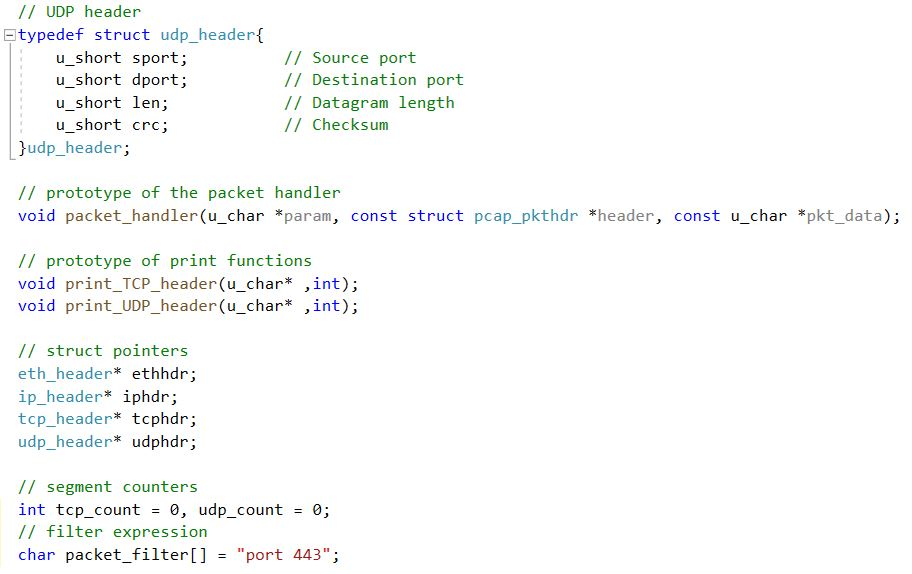 // UDP header
typedef struct udp_header{
    u_short sport;          // Source port
    u_short dport;          // Destination port
    u_short len;            // Datagram length
    u_short crc;            // Checksum
}udp_header;

// prototype of the packet handler
void packet_handler(u_char *param, const struct pcap_pkthdr *header, const u_char *pkt_data);

// prototype of print functions
void print_TCP_header(u_char* ,int);
void print_UDP_header(u_char* ,int);

// struct pointers
eth_header* ethhdr;
ip_header* iphdr;
tcp_header* tcphdr;
udp_header* udphdr;

// segment counters
int tcp_count = 0, udp_count = 0;
// filter expression
char packet_filter[] = "port 443";